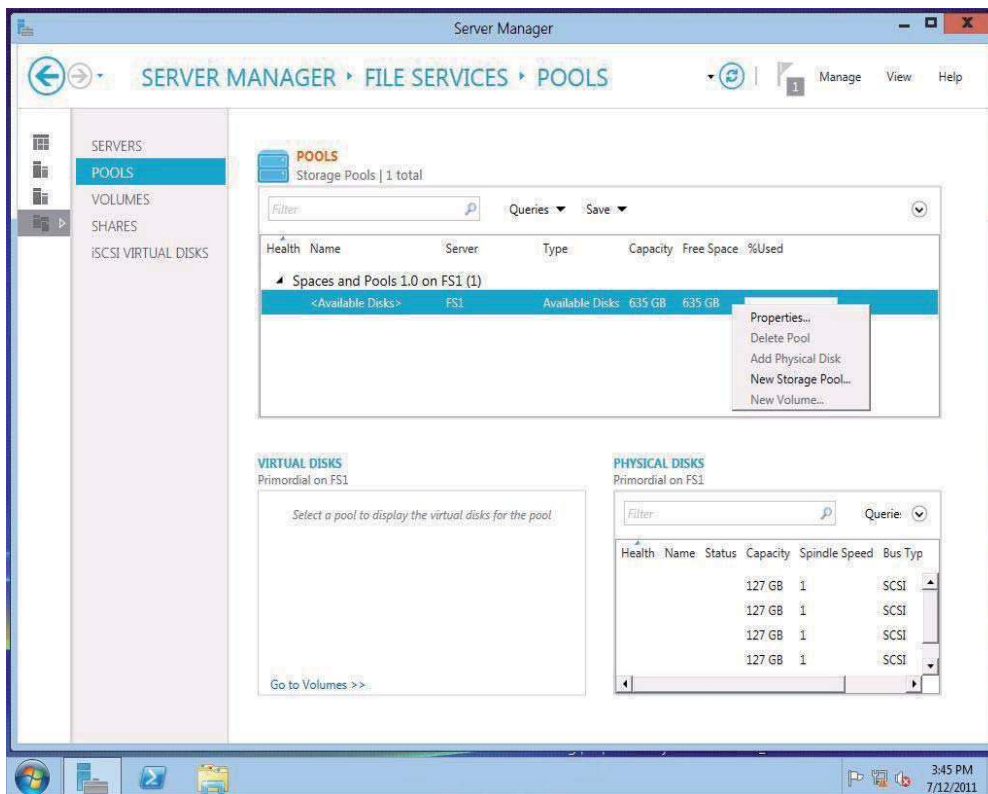 Server Manager
SERVER MANAGER ‣ FILE SERVICES ‣ POOLS
1
Manage View Help
SERVERS
POOLS
VOLUMES
SHARES
iSCSI VIRTUAL DISKS
POOLS
Storage Pools | 1 total
Filter
Queries ▼ Save ▼
Health Name Server Type Capacity Free Space %Used
Spaces and Pools 1.0 on FS1 (1)
<Available Disks> FS1 Available Disks 635 GB 635 GB
Properties...
Delete Pool
Add Physical Disk
New Storage Pool...
New Volume...
VIRTUAL DISKS
Primordial on FS1
Select a pool to display the virtual disks for the pool
Go to Volumes >>
PHYSICAL DISKS
Primordial on FS1
Filter
Querie
Health Name Status Capacity Spindle Speed Bus Typ
127 GB 1 SCSI
127 GB 1 SCSI
127 GB 1 SCSI
127 GB 1 SCSI
3:45 PM
7/12/2011